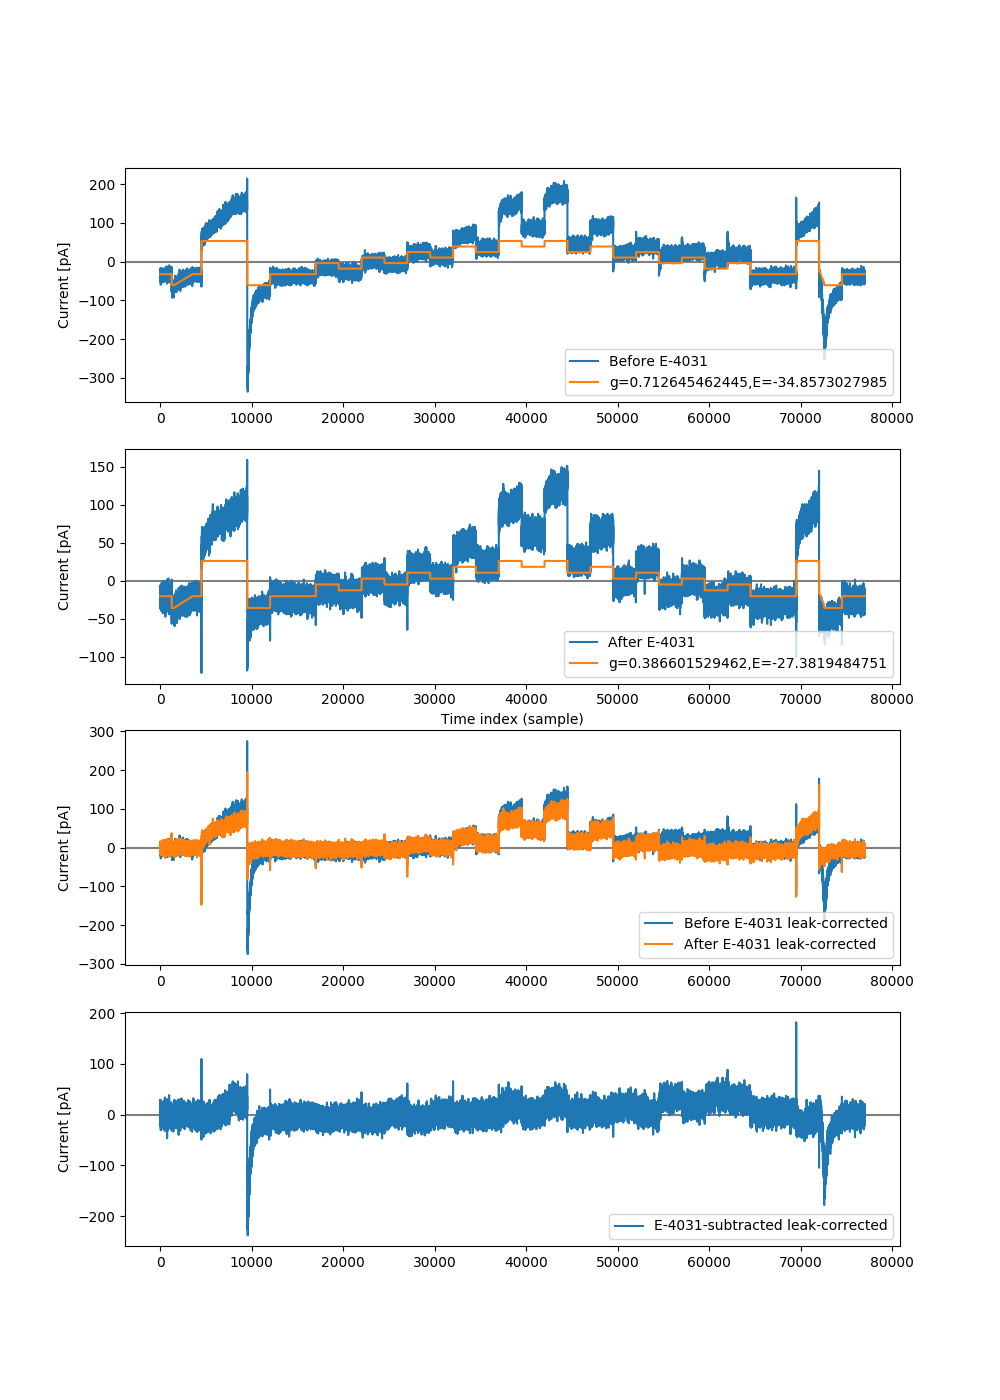 200
100
0
−100
−200
−300
Current [pA]
Before E-4031
g=0.712645462445,E=-34.8573027985
0 10000 20000 30000 40000 50000 60000 70000 80000
150
100
50
0
−50
−100
Current [pA]
After E-4031
g=0.386601529462,E=-27.3819484751
0 10000 20000 30000 40000 50000 60000 70000 80000
Time index (sample)
300
200
100
0
−100
−200
−300
Current [pA]
Before E-4031 leak-corrected
After E-4031 leak-corrected
0 10000 20000 30000 40000 50000 60000 70000 80000
200
100
0
−100
−200
Current [pA]
E-4031-subtracted leak-corrected
0 10000 20000 30000 40000 50000 60000 70000 80000